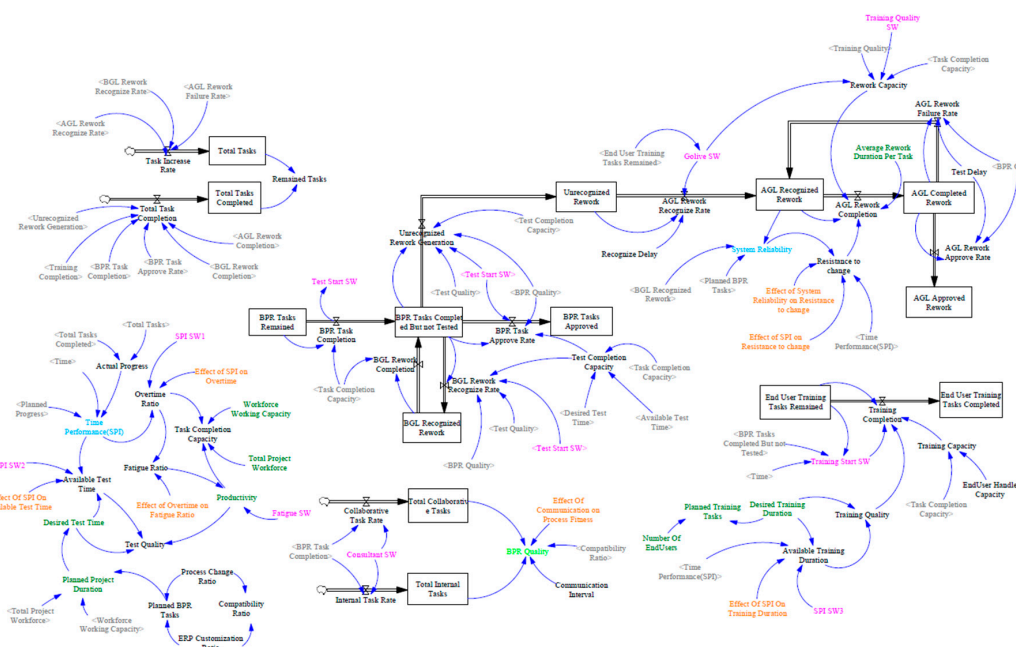 Training Quality
SW
<Training Quality>
<Task Completion
Capacity>
Rework Capacity
<BGL Rework
Recognize Rate>
<AGL Rework
Failure Rate>
<AGL Rework
Recognize Rate>
Task Increase
Rate
Total Tasks
Remained Tasks
Total Tasks
Completed
Total Task
Completion
<Unrecognized
Rework Generation>
<Training
Completion>
<BPR Task
Completion>
<BPR Task
Approve Rate>
<AGL Rework
Completion>
<BGL Rework
Completion>
AGL Rework
Failure Rate
Average Rework
Duration Per Task
<End User Training
Tasks Remained>
Golive SW
Test Delay
Unrecognized
Rework
AGL Rework
Recognize Rate
AGL Recognized
Rework
AGL Rework
Completion
AGL Completed
Rework
Unrecognized
Rework Generation
<Test Completion
Capacity>
Recognize Delay
System Reliability
Resistance to
change
AGL Rework
Approve Rate
<BGL Recognized
Rework>
<Planned BPR
Tasks>
Effect of System
Reliability on Resistance
to change
Effect of SPI on
Resistance to change
<Time
Performance(SPI)>
AGL Approved
Rework
Test Start SW
<Test Start SW>
<Test Quality>
<BPR Quality>
BPR Tasks
Remained
BPR Task
Completion
BPR Tasks Complet
ed But not Tested
BPR Task
Approve Rate
BPR Tasks
Approved
BGL Rework
Completion
BGL Rework
Recognize Rate
Test Completion
Capacity
<Task Completion
Capacity>
<Task Completion
Capacity>
<Desired Test
Time>
<Available Test
Time>
<Test Quality>
<Test Start SW>
<BPR Quality>
BGL Recognized
Rework
<Total Tasks
Completed>
<Total Tasks>
SPI SW1
<Time>
Actual Progress
Effect of SPI on
Overtime
Overtime
Ratio
<Planned
Progress>
Time
Performance(SPI)
Workforce
Working Capacity
Task Completion
Capacity
Total Project
Workforce
Available Test
Time
Fatigue Ratio
Productivity
Effect of Overtime on
Fatigue Ratio
Fatigue SW
Desired Test Time
Test Quality
Planned Project
Duration
Process Change
Ratio
Planned BPR
Tasks
Compatibility
Ratio
<Total Project
Workforce>
<Workforce
Working Capacity>
ERP Customization
Collaborative
Task Rate
Total Collaborativ
e Tasks
Effect Of
Communication on
Process Fitness
<BPR Task
Completion>
Consultant SW
BPR Quality
<Compatibility
Ratio>
Internal Task Rate
Total Internal
Tasks
Communication
Interval
End User Training
Tasks Remained
Training
Completion
End User Training
Tasks Completed
<BPR Tasks
Completed But not
Tested>
Training Start SW
<Time>
Training Capacity
EndUser Handle
Capacity
<Task Completion
Capacity>
Planned Training
Tasks
Desired Training
Duration
Training Quality
Number Of
EndUsers
Available Training
Duration
<Time
Performance(SPI)>
Effect Of SPI On
Training Duration
SPI SW3